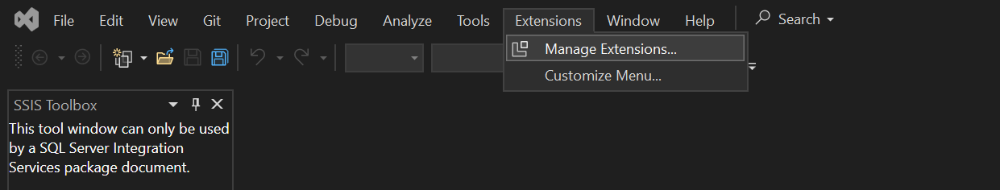 File Edit View Git Project Debug Analyze Tools Extensions Window Help Search
Manage Extensions...
Customize Menu...
SSIS Toolbox
This tool window can only be used
by a SQL Server Integration
Services package document.